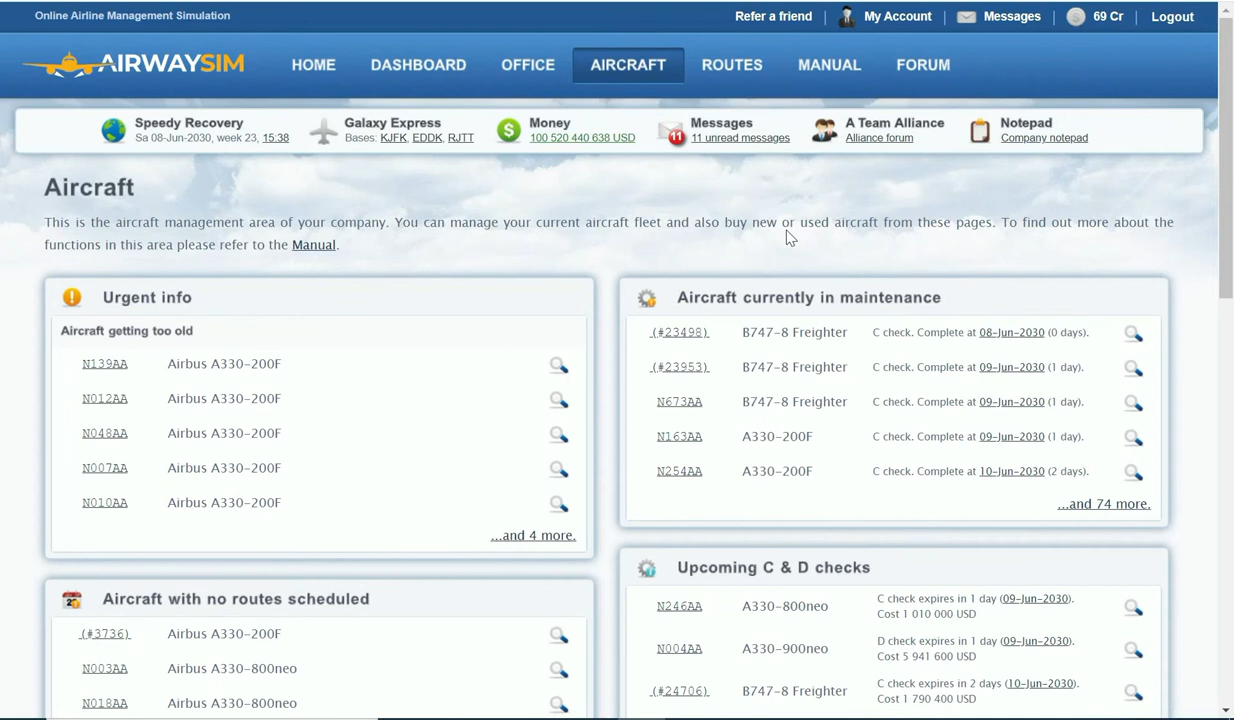 Online Airline Management Simulation
Refer a friend | My Account | Messages | 69 Cr | Logout
AIRWAYSIM HOME DASHBOARD OFFICE AIRCRAFT ROUTES MANUAL FORUM
Speedy Recovery
Sa 08-Jun-2030, week 23, 15:38
Galaxy Express
Bases: KJFK, EDDK, RJTT
Money
100 520 440 638 USD
11
Messages
11 unread messages
A Team Alliance
Alliance forum
Notepad
Company notepad
Aircraft
This is the aircraft management area of your company. You can manage your current aircraft fleet and also buy new or used aircraft from these pages. To find out more about the
functions in this area please refer to the Manual.
Urgent info
Aircraft getting too old
N139AA Airbus A330-200F
N012AA Airbus A330-200F
N048AA Airbus A330-200F
N007AA Airbus A330-200F
N010AA Airbus A330-200F
...and 4 more.
Aircraft with no routes scheduled
(#3736) Airbus A330-200F
N003AA Airbus A330-800neo
N018AA Airbus A330-800neo
Aircraft currently in maintenance
(#23498) B747-8 Freighter C check. Complete at 08-Jun-2030 (0 days).
(#23953) B747-8 Freighter C check. Complete at 09-Jun-2030 (1 day).
N673AA B747-8 Freighter C check. Complete at 09-Jun-2030 (1 day).
N163AA A330-200F C check. Complete at 09-Jun-2030 (1 day).
N254AA A330-200F C check. Complete at 10-Jun-2030 (2 days).
...and 74 more.
Upcoming C & D checks
N246AA A330-800neo C check expires in 1 day (09-Jun-2030).
Cost 1 010 000 USD
N004AA A330-900neo D check expires in 1 day (09-Jun-2030).
Cost 5 941 600 USD
(#24706) B747-8 Freighter C check expires in 2 days (10-Jun-2030).
Cost 1 790 400 USD